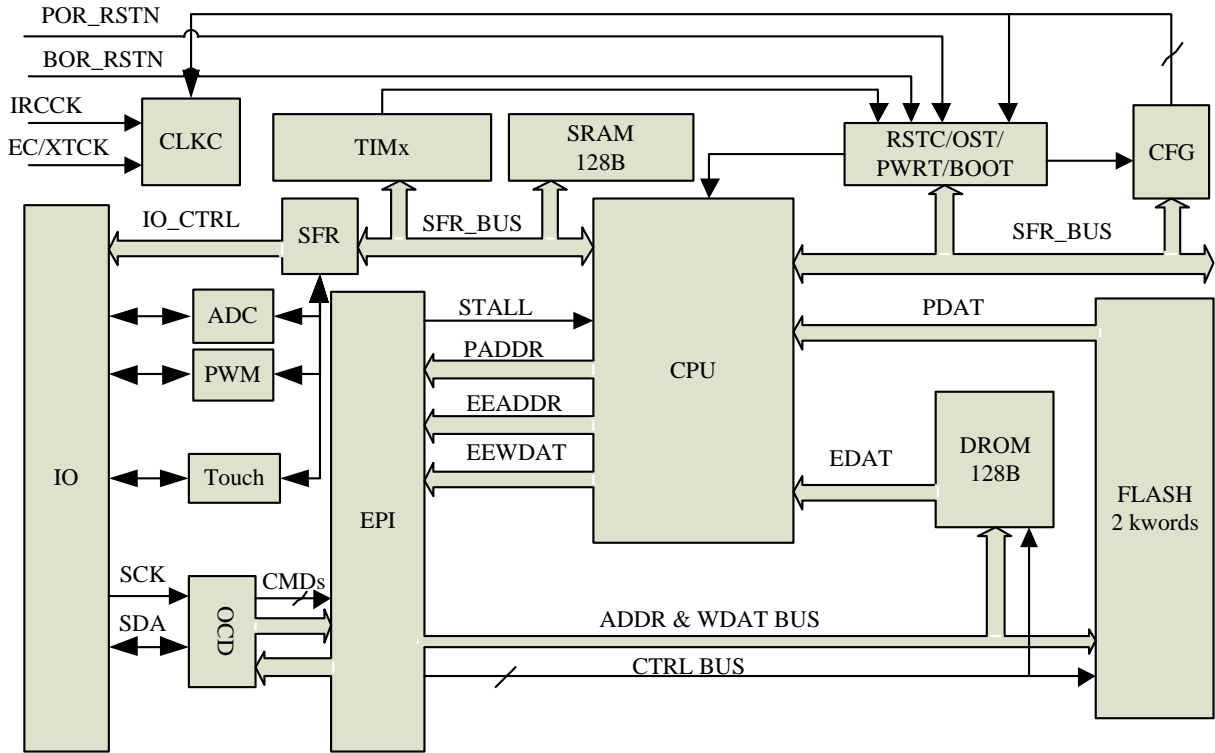 POR_RSTN
BOR_RSTN
IRCCK
EC/XTCK
CLKC
TIMx
SRAM
128B
RSTC/OST/
PWRT/BOOT
CFG
IO_CTRL
SFR
SFR_BUS
SFR_BUS
ADC
STALL
PDAT
PADDR
PWM
CPU
EEADDR
EEWDAT
EDAT
DROM
128B
IO
Touch
EPI
FLASH
2 kwords
SCK
CMDs
OCD
SDA
ADDR & WDAT BUS
CTRL BUS